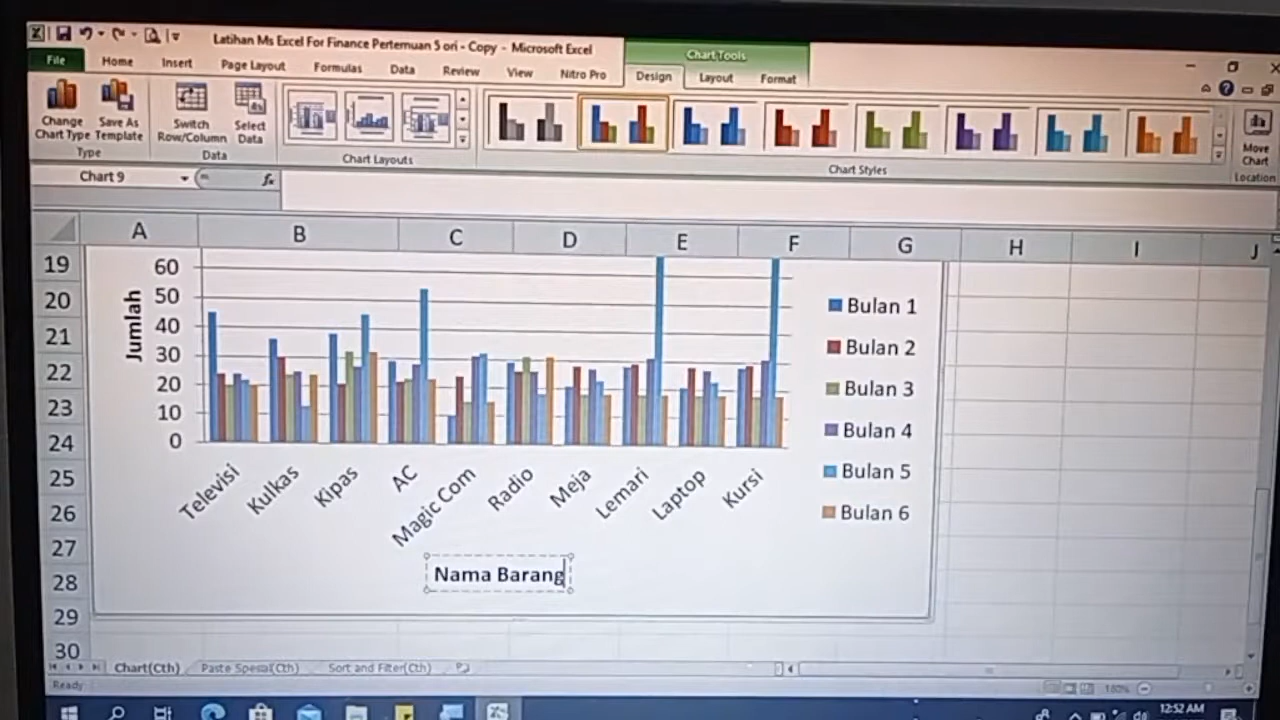 Latihan Ms Excel For Finance Pertemuan 5 ori - Copy - Microsoft Excel
Chart Tools
File Home Insert Page Layout Formulas Data Review View Nitro Pro Design Layout Format
Change Chart Type
Save As Template
Switch Row/Column
Select Data
Move Chart
Type Data Chart Layouts Chart Styles Location
Chart 9
fx
A B C D E F G H I J
19
20
21
22
23
24
25
26
27
28
29
30
Jumlah
60
50
40
30
20
10
0
Televisi Kulkas Kipas AC Magic Com Radio Meja Lemari Laptop Kursi
Nama Barang
Bulan 1
Bulan 2
Bulan 3
Bulan 4
Bulan 5
Bulan 6
Chart(Cth) Paste Spesial(Cth) Sort and Filter(Cth)
Ready
100%
12:52 AM